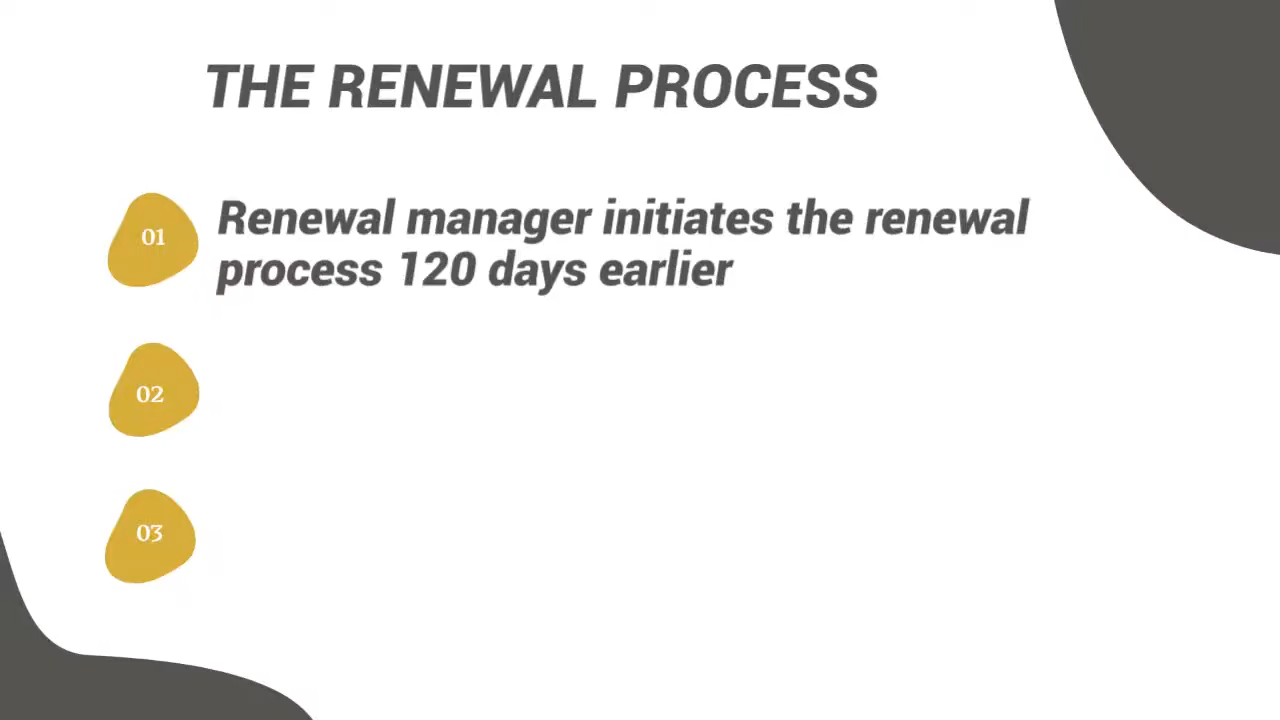 THE RENEWAL PROCESS
01
Renewal manager initiates the renewal
process 120 days earlier
02
03